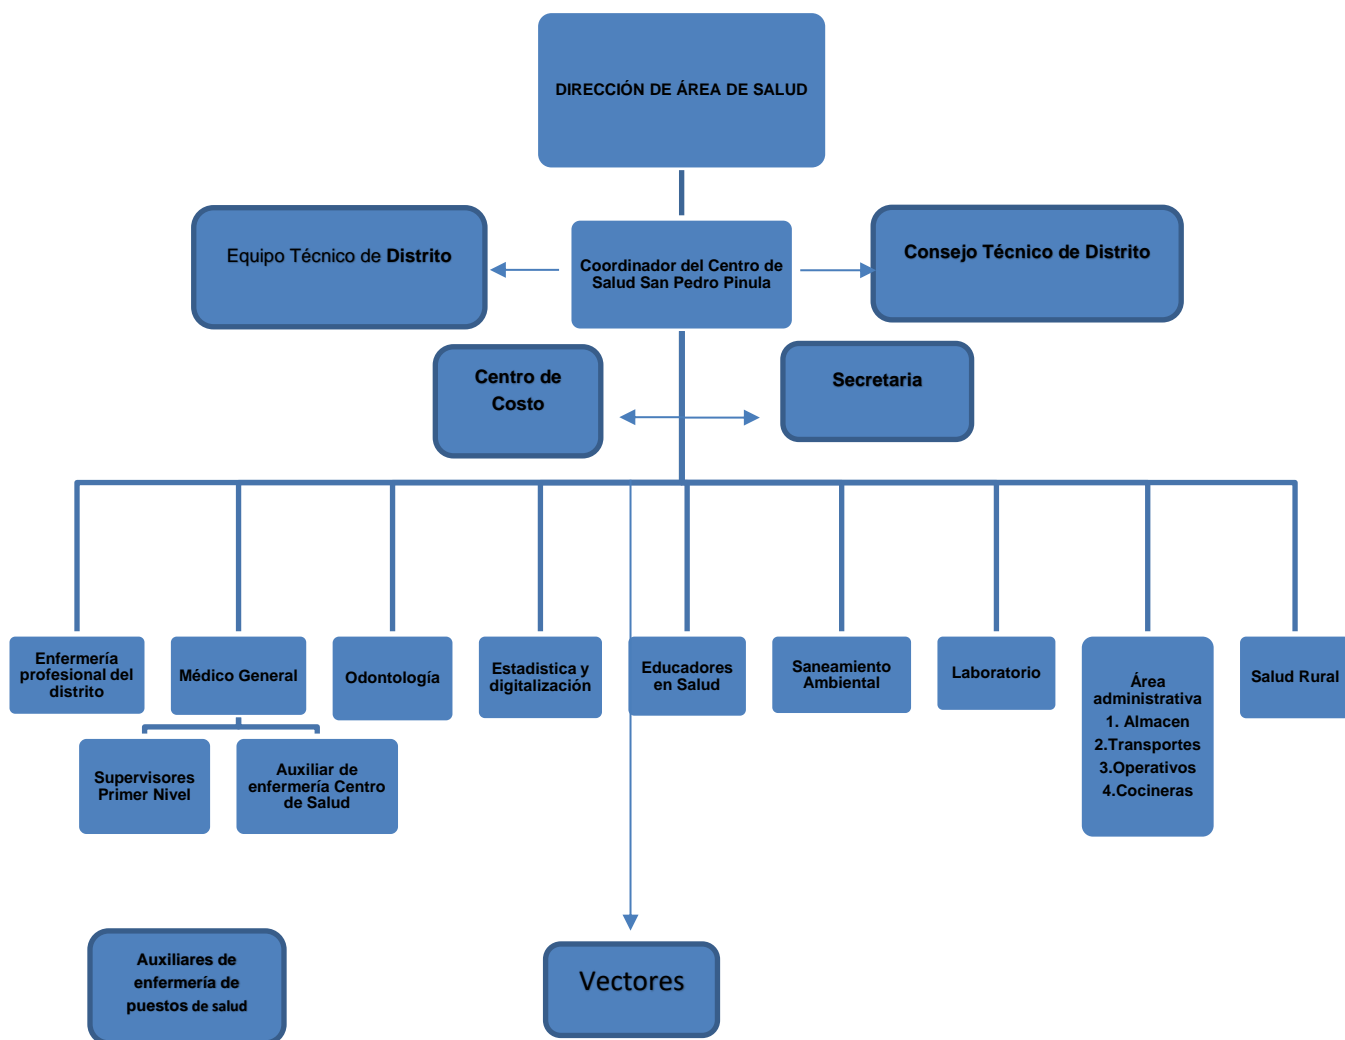 DIRECCIÓN DE ÁREA DE SALUD
Equipo Técnico de Distrito
Coordinador del Centro de
Salud San Pedro Pinula
Consejo Técnico de Distrito
Centro de
Costo
Secretaria
Enfermería
profesional del
distrito
Médico General
Odontología
Estadistica y
digitalización
Educadores
en Salud
Saneamiento
Ambiental
Laboratorio
Área
administrativa
1. Almacen
2.Transportes
3.Operativos
4.Cocineras
Salud Rural
Supervisores
Primer Nivel
Auxiliar de
enfermería Centro
de Salud
Auxiliares de
enfermería de
puestos de salud
Vectores